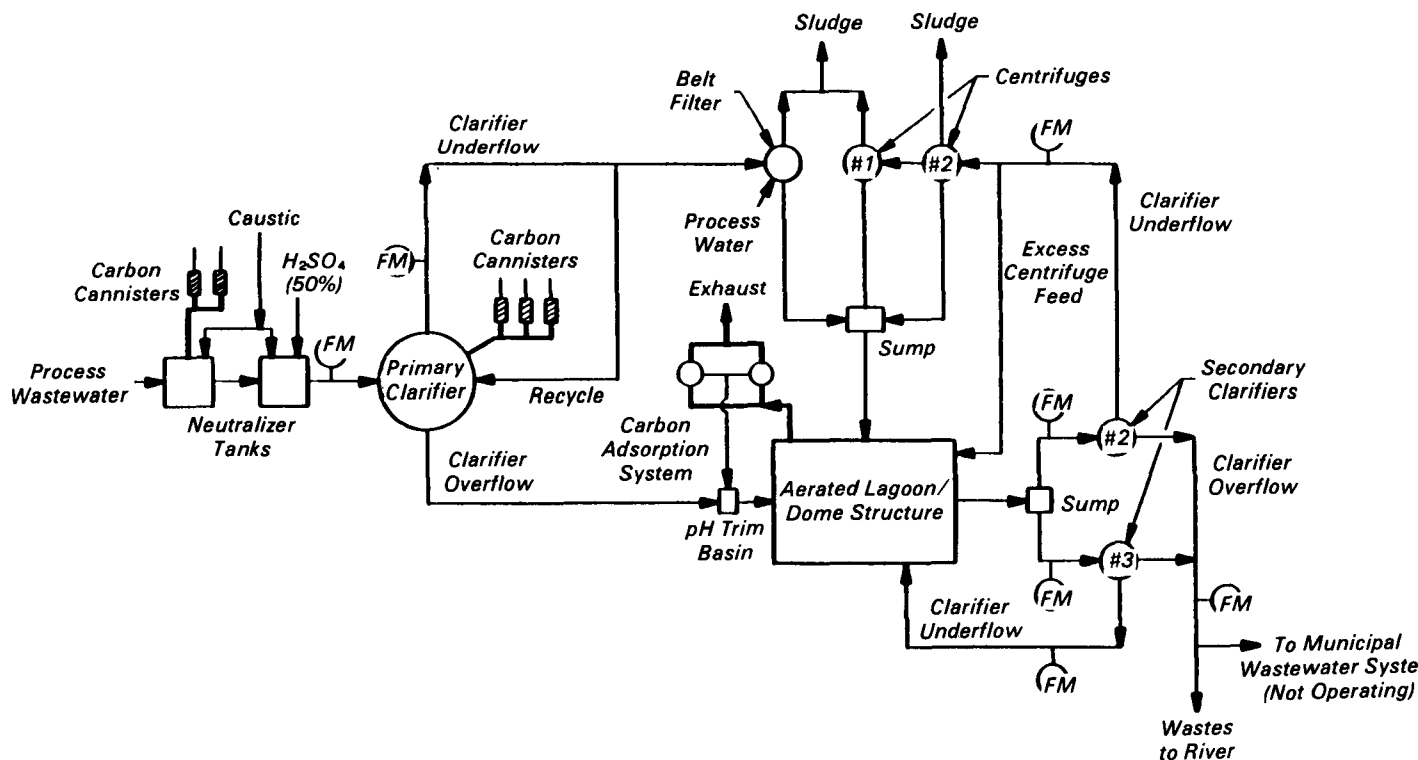 Sludge
Sludge
Belt
Filter
Centrifuges
Clarifier
Underflow
FM
#1
#2
Clarifier
Underflow
Process
Water
Excess
Centrifuge
Feed
Caustic
Carbon
Cannisters
H₂SO₄
(50%)
FM
Carbon
Cannisters
Exhaust
Sump
FM
Process
Wastewater
Neutralizer
Tanks
Primary
Clarifier
Recycle
Carbon
Adsorption
System
Secondary
Clarifiers
FM
#2
Clarifier
Overflow
Clarifier
Overflow
pH Trim
Basin
Aerated Lagoon/
Dome Structure
Sump
#3
FM
Clarifier
Underflow
FM
FM
To Municipal
Wastewater Syste
(Not Operating)
Wastes
to River